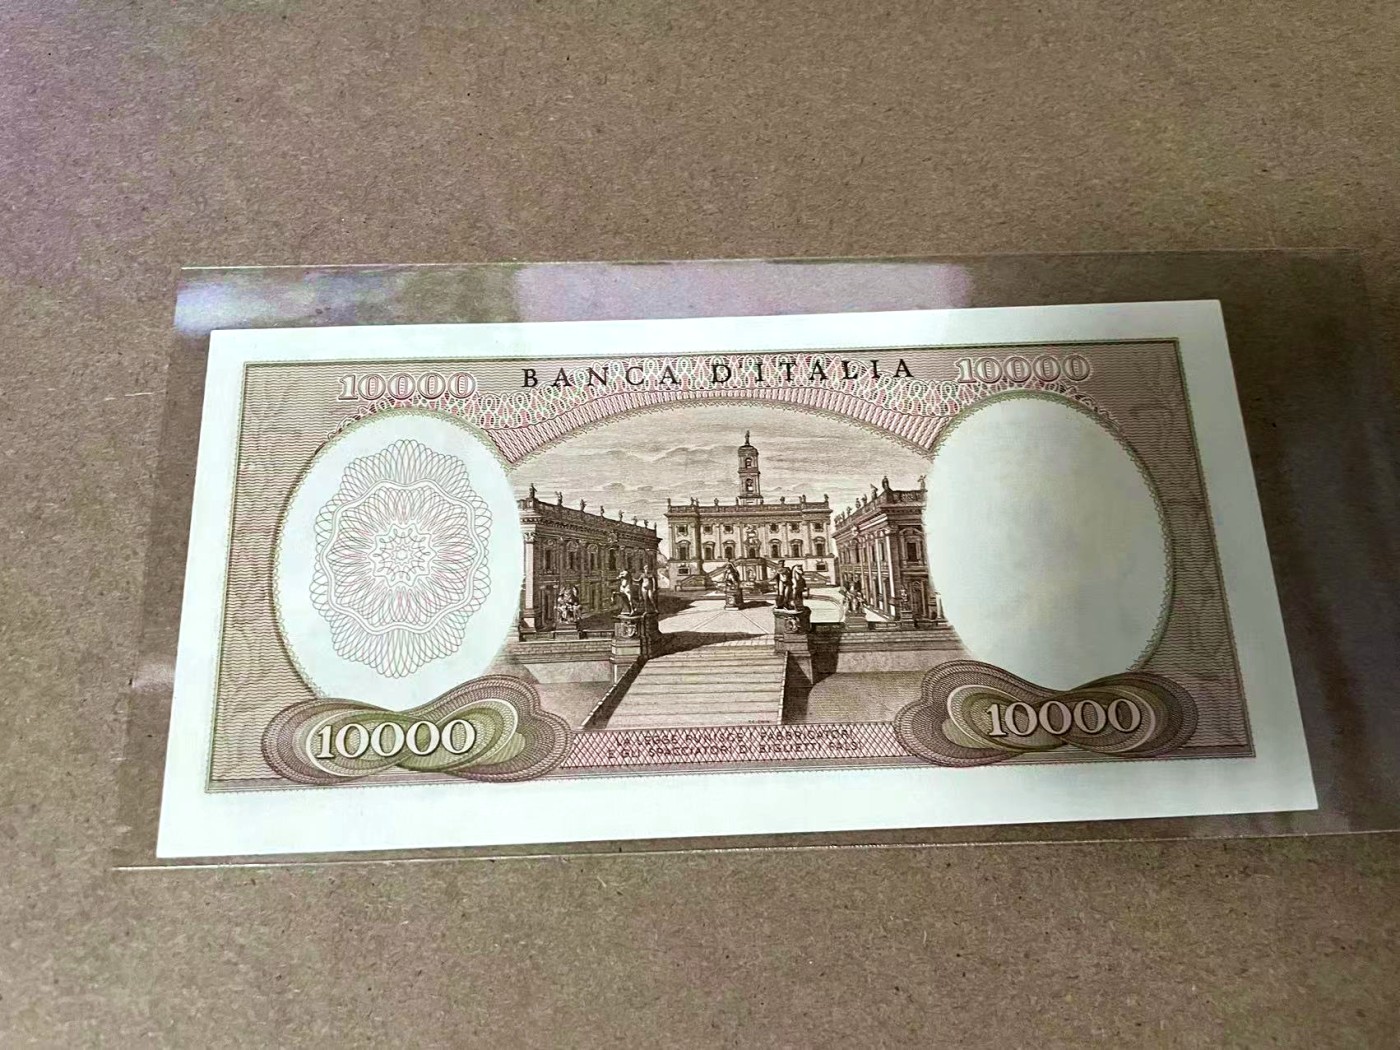 10000 BANCA D'ITALIA 10000
10000
10000
LA LEGGE PUNISCE I FABBRICATORI
E GLI SPACCIATORI DI BIGLIETTI FALSI